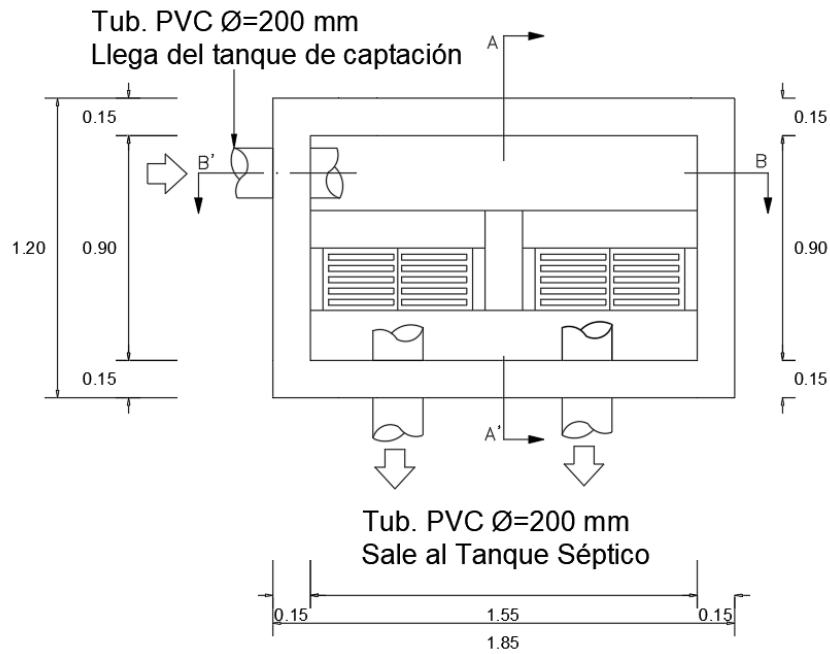 Tub. PVC Ø=200 mm
Llega del tanque de captación
A
0.15
0.15
B'
B
1.20
0.90
0.90
0.15
0.15
A'
Tub. PVC Ø=200 mm
Sale al Tanque Séptico
0.15
1.55
0.15
1.85